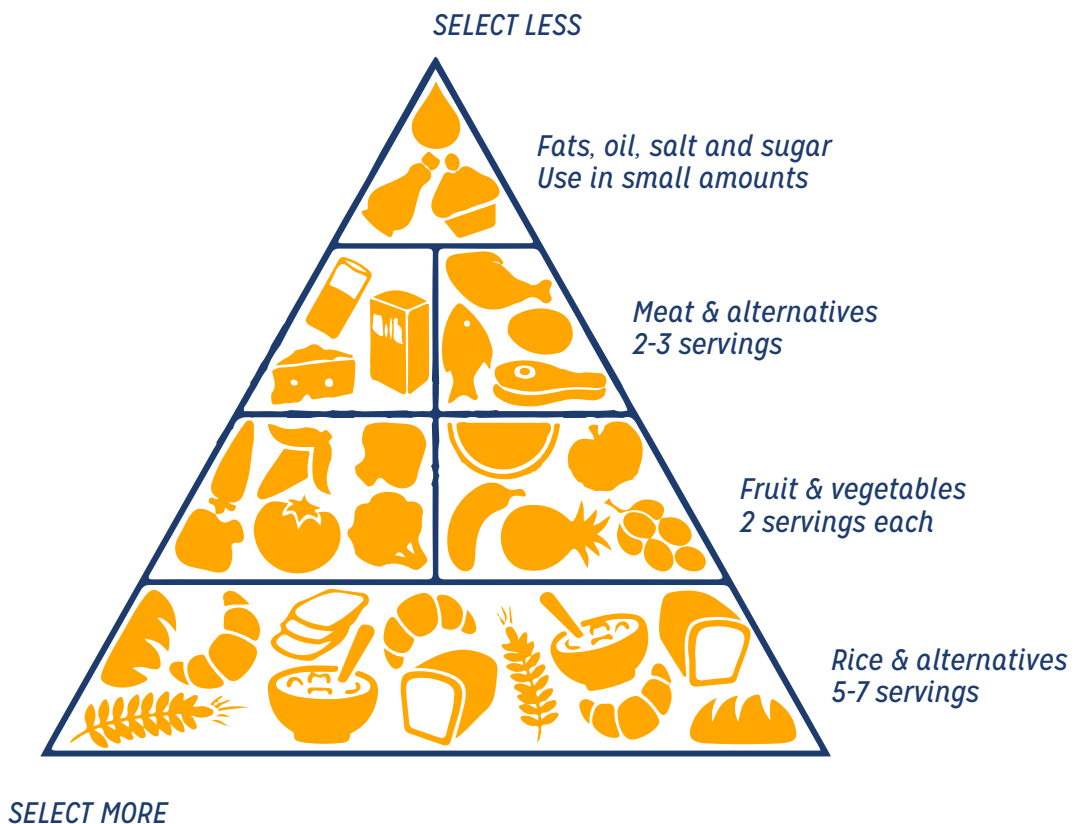 SELECT LESS
Fats, oil, salt and sugar
Use in small amounts
Meat & alternatives
2-3 servings
Fruit & vegetables
2 servings each
Rice & alternatives
5-7 servings
SELECT MORE